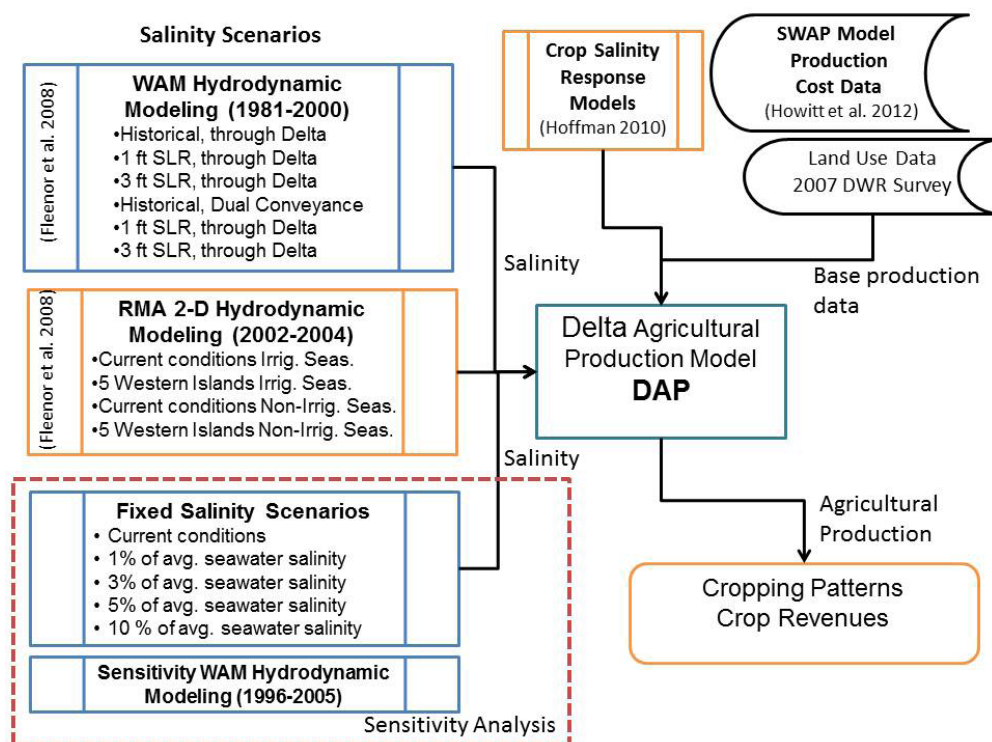 Salinity Scenarios
(Fleenor et al. 2008)
WAM Hydrodynamic
Modeling (1981-2000)
•Historical, through Delta
•1 ft SLR, through Delta
•3 ft SLR, through Delta
•Historical, Dual Conveyance
•1 ft SLR, through Delta
•3 ft SLR, through Delta
(Fleenor et al. 2008)
RMA 2-D Hydrodynamic
Modeling (2002-2004)
•Current conditions Irrig. Seas.
•5 Western Islands Irrig. Seas.
•Current conditions Non-Irrig. Seas.
•5 Western Islands Non-Irrig. Seas.
Fixed Salinity Scenarios
• Current conditions
• 1% of avg. seawater salinity
• 3% of avg. seawater salinity
• 5% of avg. seawater salinity
• 10 % of avg. seawater salinity
Sensitivity WAM Hydrodynamic
Modeling (1996-2005)
Sensitivity Analysis
Salinity
Salinity
Crop Salinity
Response
Models
(Hoffman 2010)
SWAP Model
Production
Cost Data
(Howitt et al. 2012)
Land Use Data
2007 DWR Survey
Base production
data
Delta Agricultural
Production Model
DAP
Agricultural
Production
Cropping Patterns
Crop Revenues